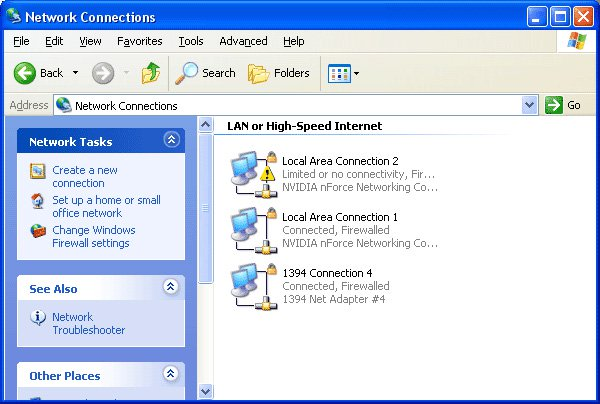 Network Connections
File Edit View Favorites Tools Advanced Help
Back Search Folders
Address Network Connections Go
Network Tasks
Create a new
connection
Set up a home or small
office network
Change Windows
Firewall settings
See Also
Network
Troubleshooter
Other Places
LAN or High-Speed Internet
Local Area Connection 2
Limited or no connectivity, Fir...
NVIDIA nForce Networking Co...
Local Area Connection 1
Connected, Firewalled
NVIDIA nForce Networking Co...
1394 Connection 4
Connected, Firewalled
1394 Net Adapter #4